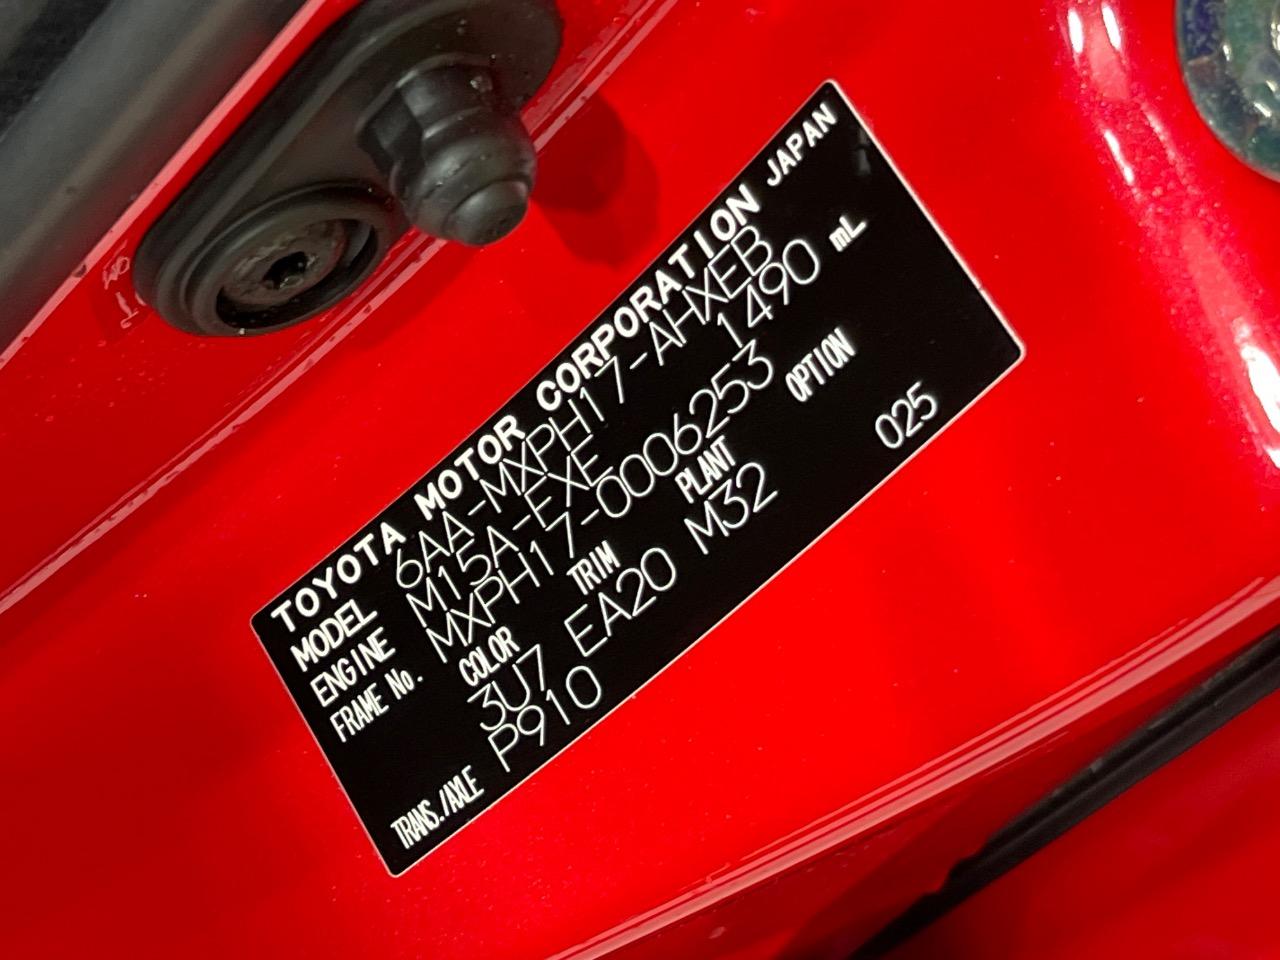 TOYOTA MOTOR CORPORATION JAPAN
MODEL 6AA-MXPH17-AHXEB
ENGINE M15A-FXE 1490 mL
FRAME No. MXPH17-0006253
COLOR TRIM PLANT OPTION
3U7 EA20 M32 025
TRANS./AXLE P910